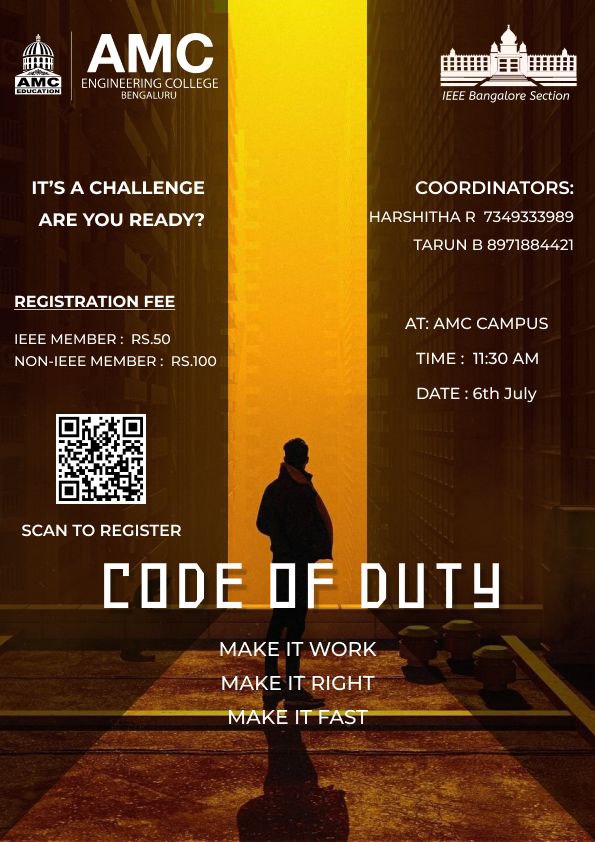 AMC
EDUCATION
AMC
ENGINEERING COLLEGE
BENGALURU
IEEE Bangalore Section
IT'S A CHALLENGE
ARE YOU READY?
COORDINATORS:
HARSHITHA R 7349333989
TARUN B 8971884421
REGISTRATION FEE
IEEE MEMBER : RS.50
NON-IEEE MEMBER : RS.100
AT: AMC CAMPUS
TIME : 11:30 AM
DATE : 6th July
SCAN TO REGISTER
CODE OF DUTY
MAKE IT WORK
MAKE IT RIGHT
MAKE IT FAST